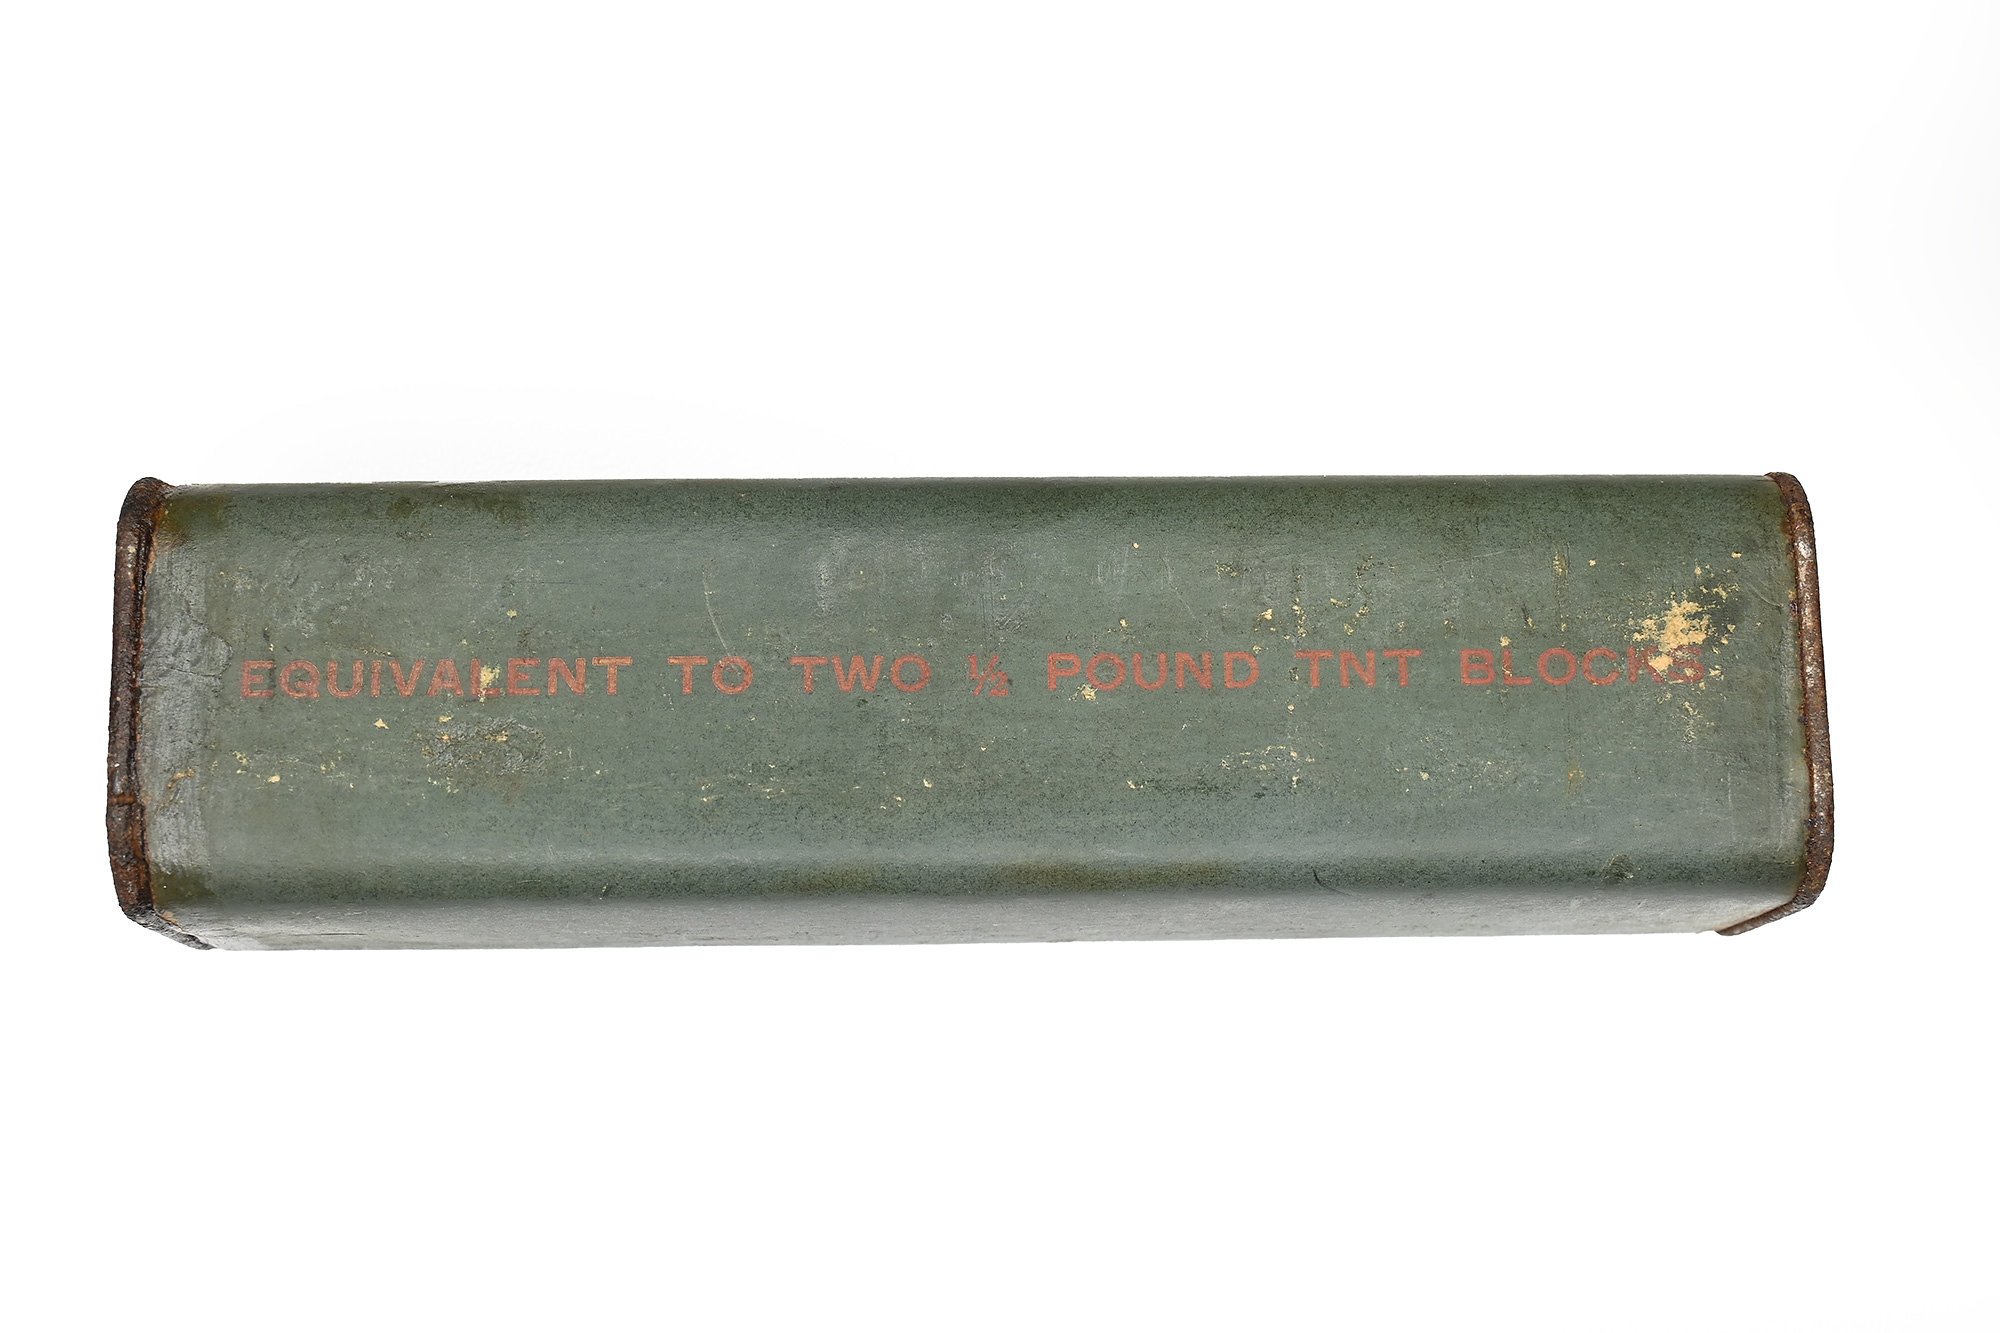 EQUIVALENT TO TWO ½ POUND TNT BLOCKS